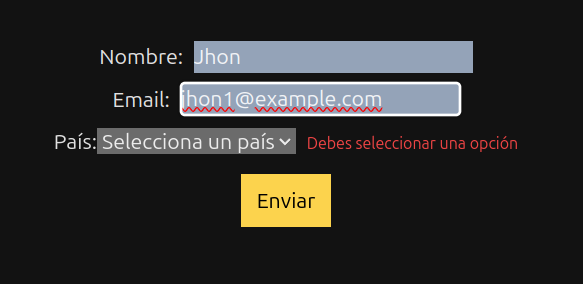 Nombre: Jhon
Email: jhon1@example.com
País: Selecciona un país Debes seleccionar una opción
Enviar